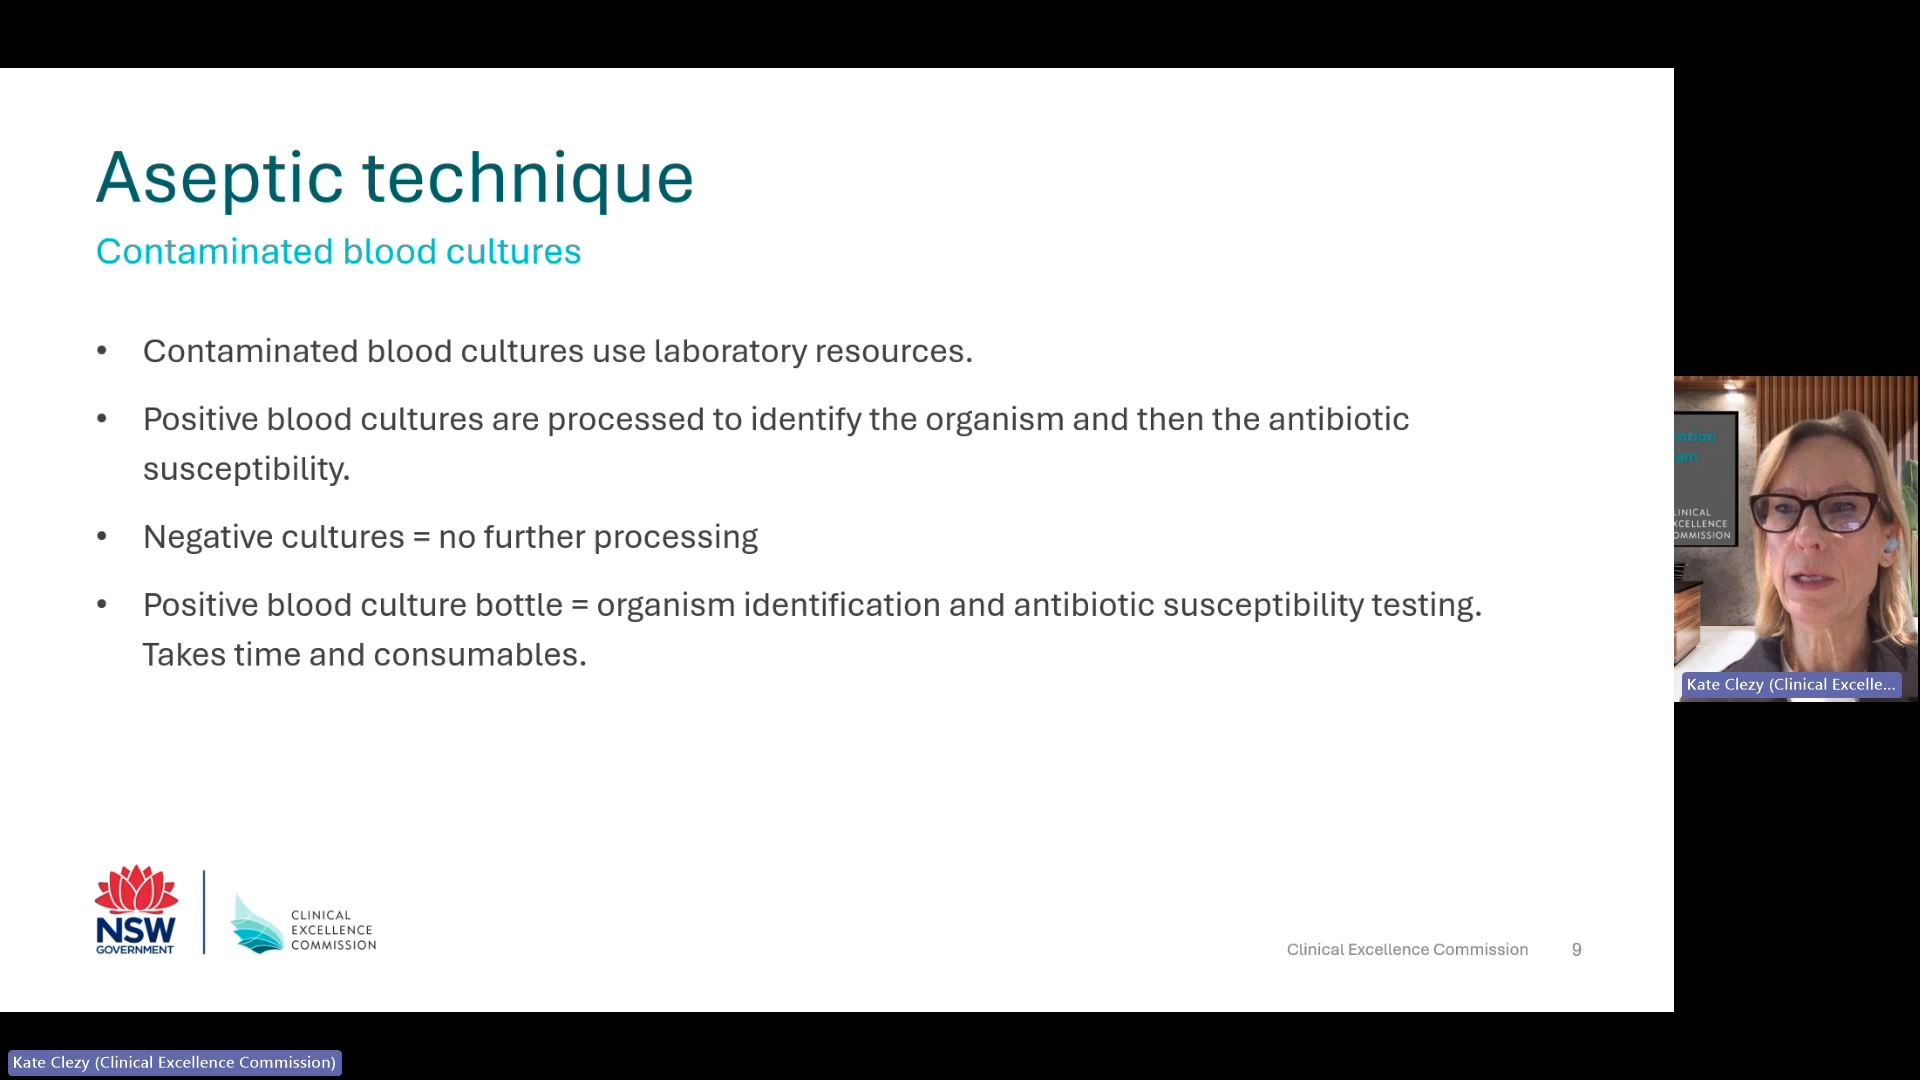 Aseptic technique
Contaminated blood cultures
• Contaminated blood cultures use laboratory resources.
• Positive blood cultures are processed to identify the organism and then the antibiotic
susceptibility.
• Negative cultures = no further processing
• Positive blood culture bottle = organism identification and antibiotic susceptibility testing.
Takes time and consumables.
NSW
GOVERNMENT
CLINICAL
EXCELLENCE
COMMISSION
Clinical Excellence Commission 9
Kate Clezy (Clinical Excelle...
Kate Clezy (Clinical Excellence Commission)